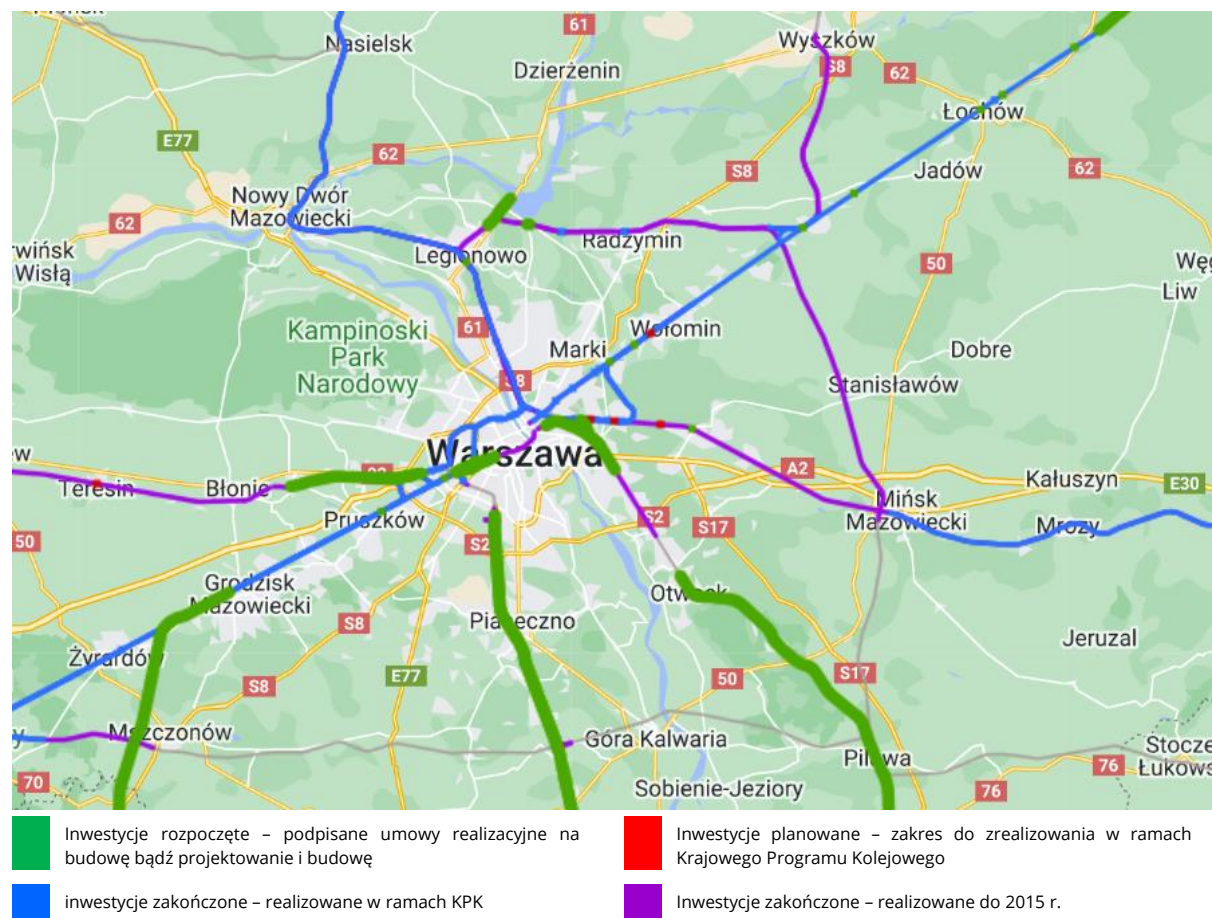 61
Wyszków
Nasielsk
S8
62
Dzierżenin
Łochów
E77
62
S8
62
Jadów
Nowy Dwór
Mazowiecki
62
Radzymin
rwińsk
Wisłą
Legionowo
50
Węg
Liw
61
Wołomin
Kampinoski
Park
Narodowy
Marki
Dobre
S8
Stanisławów
Warszawa
ew
A2
Teresin
Błonie
Kałuszyn
E30
Mińsk
Mazowiecki
Pruszków
S2
S17
Mrozy
50
S2
Grodzisk
Mazowiecki
Otwock
S8
Piaseczno
Jeruzal
Żyrardów
E77
50
S17
S8
Mszczonów
Góra Kalwaria
Stocze
Łukows
Pilawa
76
70
Sobienie-Jeziory
76
Inwestycje rozpoczęte – podpisane umowy realizacyjne na
budowę bądź projektowanie i budowę
Inwestycje planowane – zakres do zrealizowania w ramach
Krajowego Programu Kolejowego
inwestycje zakończone – realizowane w ramach KPK
Inwestycje zakończone – realizowane do 2015 r.